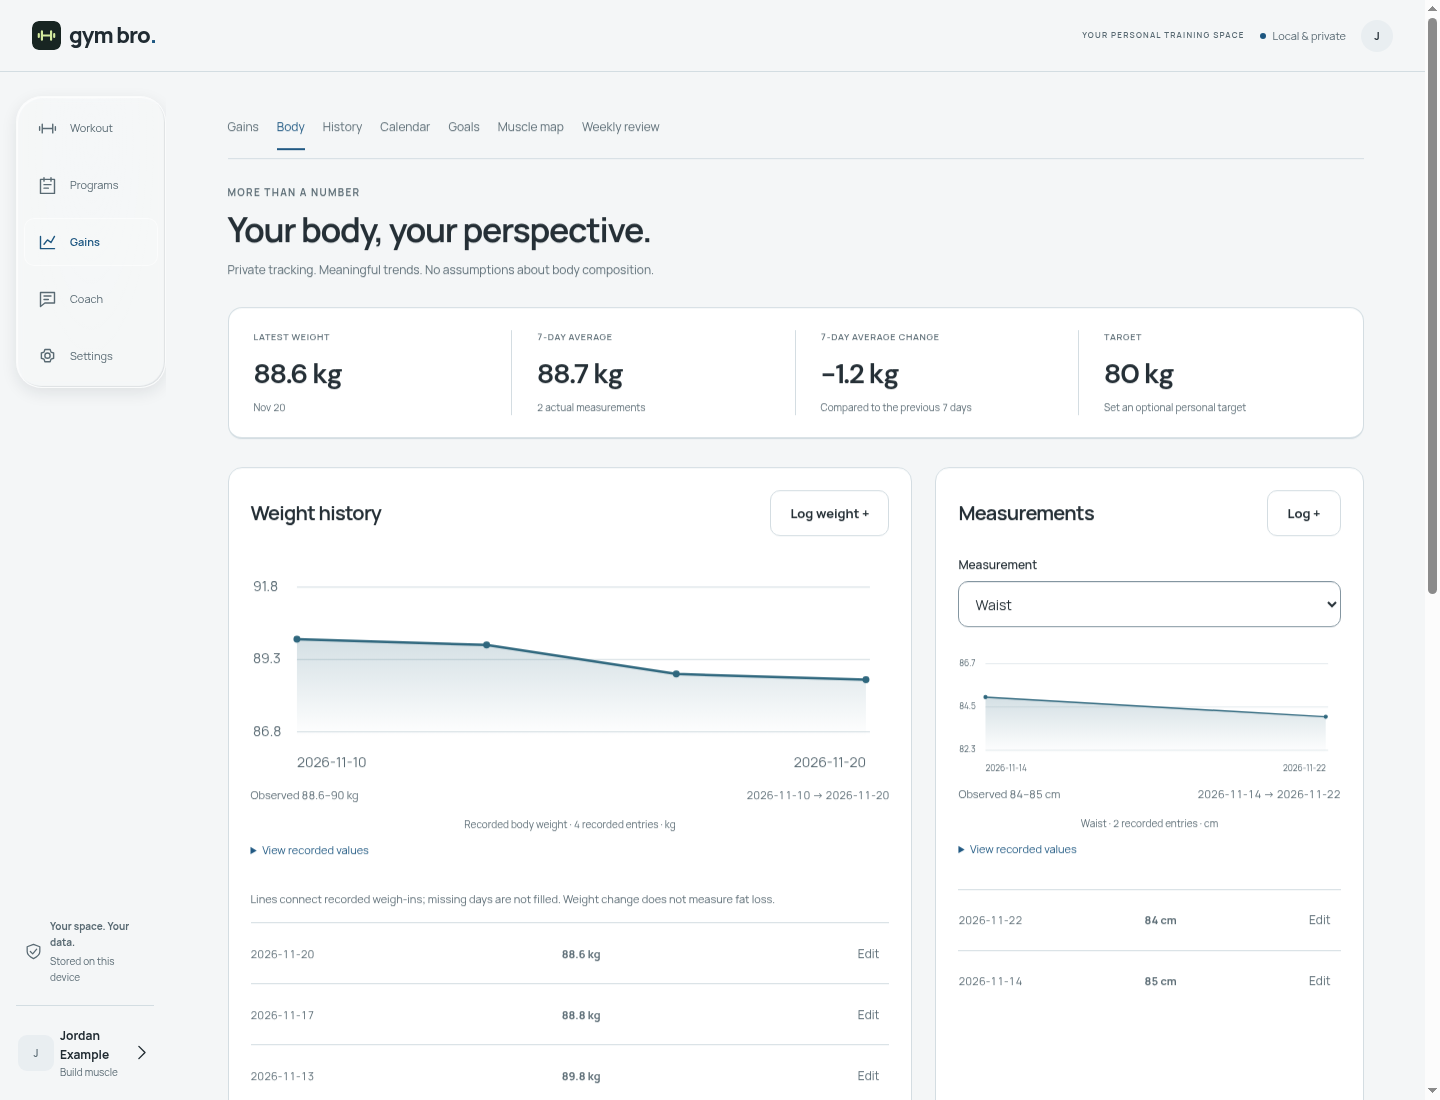 gym bro.
YOUR PERSONAL TRAINING SPACE
Local & private
J
Workout
Programs
Gains
Coach
Settings
Gains
Body
History
Calendar
Goals
Muscle map
Weekly review
MORE THAN A NUMBER
Your body, your perspective.
Private tracking. Meaningful trends. No assumptions about body composition.
LATEST WEIGHT
88.6 kg
Nov 20
7-DAY AVERAGE
88.7 kg
2 actual measurements
7-DAY AVERAGE CHANGE
−1.2 kg
Compared to the previous 7 days
TARGET
80 kg
Set an optional personal target
Weight history
Log weight +
91.8
89.3
86.8
2026-11-10
2026-11-20
Observed 88.6–90 kg
2026-11-10 → 2026-11-20
Recorded body weight · 4 recorded entries · kg
View recorded values
Lines connect recorded weigh-ins; missing days are not filled. Weight change does not measure fat loss.
2026-11-20 88.6 kg Edit
2026-11-17 88.8 kg Edit
2026-11-13 89.8 kg Edit
Measurements
Log +
Measurement
Waist
86.7
84.5
82.3
2026-11-14
2026-11-22
Observed 84–85 cm
2026-11-14 → 2026-11-22
Waist · 2 recorded entries · cm
View recorded values
2026-11-22 84 cm Edit
2026-11-14 85 cm Edit
Your space. Your
data.
Stored on this
device
J
Jordan
Example
Build muscle